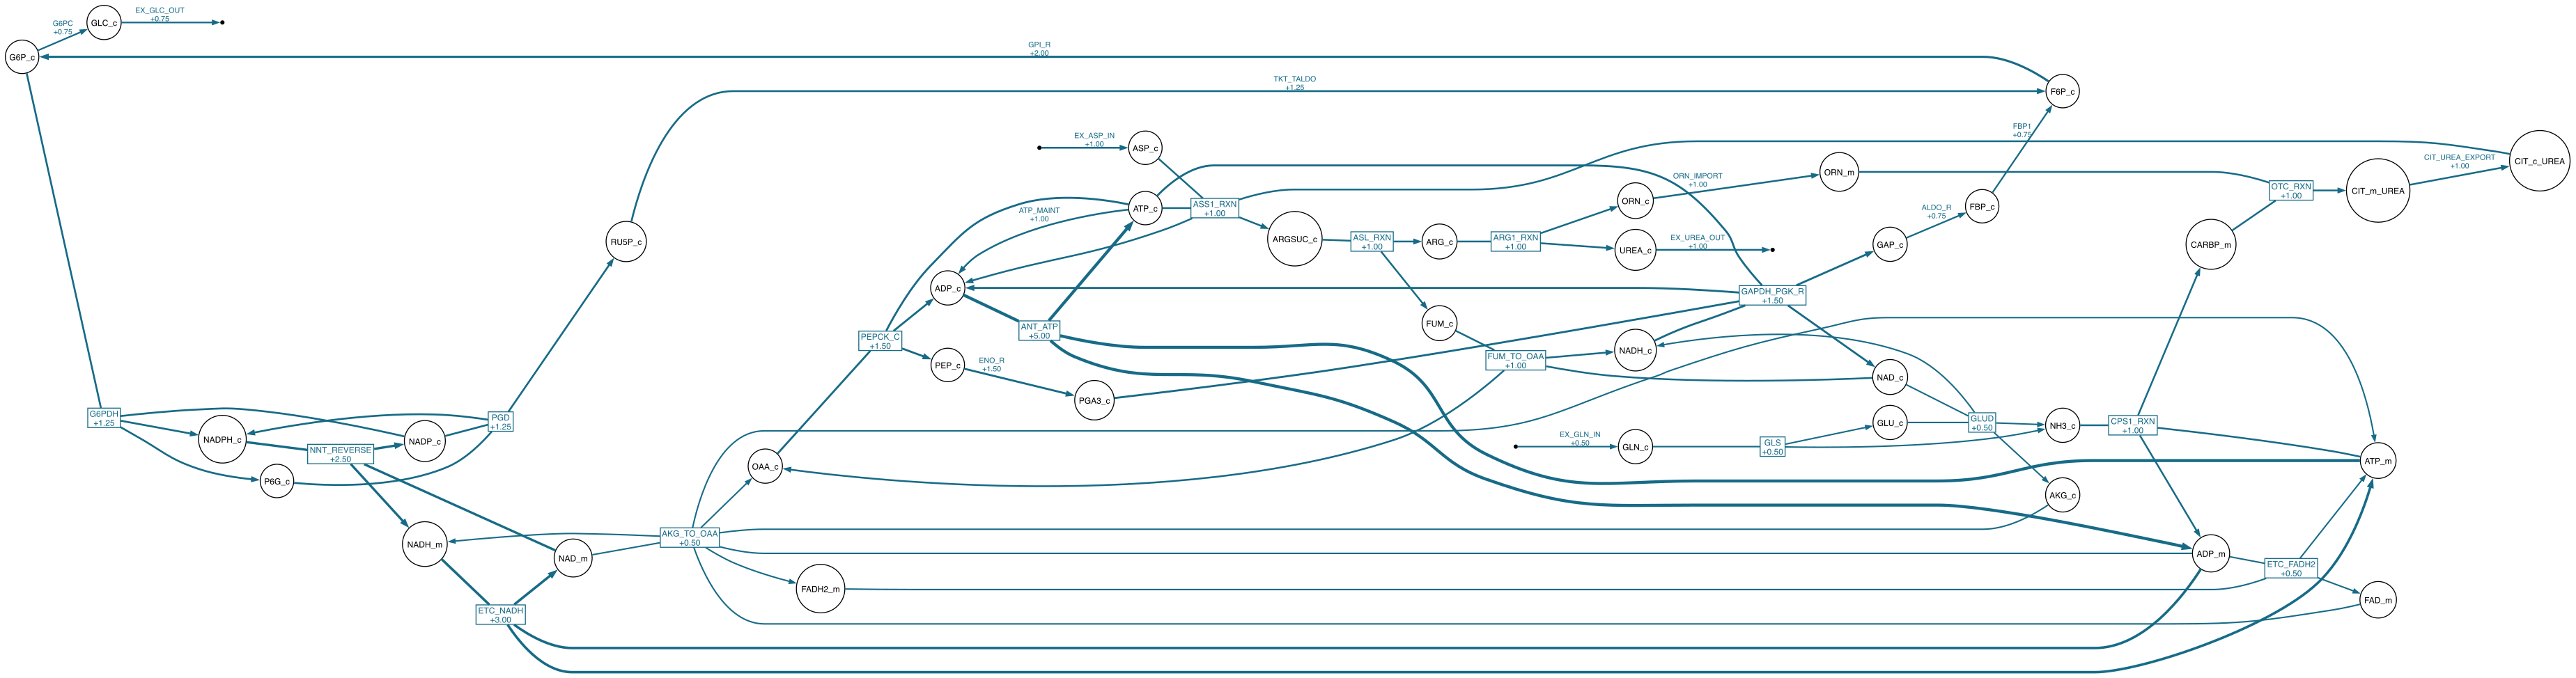 EX_GLC_OUT
+0.75
G6PC
+0.75
GLC_c
G6P_c
GPI_R
+2.00
TKT_TALDO
+1.25
F6P_c
EX_ASP_IN
+1.00
ASP_c
FBP1
+0.75
CIT_UREA_EXPORT
+1.00
CIT_c_UREA
ORN_IMPORT
+1.00
ORN_m
OTC_RXN
+1.00
CIT_m_UREA
ATP_MAINT
+1.00
ATP_c
ASS1_RXN
+1.00
ORN_c
ALDO_R
+0.75
FBP_c
RU5P_c
ARGSUC_c
ASL_RXN
+1.00
ARG_c
ARG1_RXN
+1.00
UREA_c
EX_UREA_OUT
+1.00
GAP_c
CARBP_m
ADP_c
GAPDH_PGK_R
+1.50
PEPCK_C
+1.50
ANT_ATP
+5.00
FUM_c
NADH_c
FUM_TO_OAA
+1.00
PEP_c
ENO_R
+1.50
NAD_c
PGA3_c
G6PDH
+1.25
PGD
+1.25
NADPH_c
NADP_c
NNT_REVERSE
+2.50
P6G_c
GLU_c
GLUD
+0.50
NH3_c
CPS1_RXN
+1.00
EX_GLN_IN
+0.50
GLN_c
GLS
+0.50
OAA_c
ATP_m
AKG_c
NADH_m
NAD_m
AKG_TO_OAA
+0.50
FADH2_m
ADP_m
ETC_FADH2
+0.50
FAD_m
ETC_NADH
+3.00